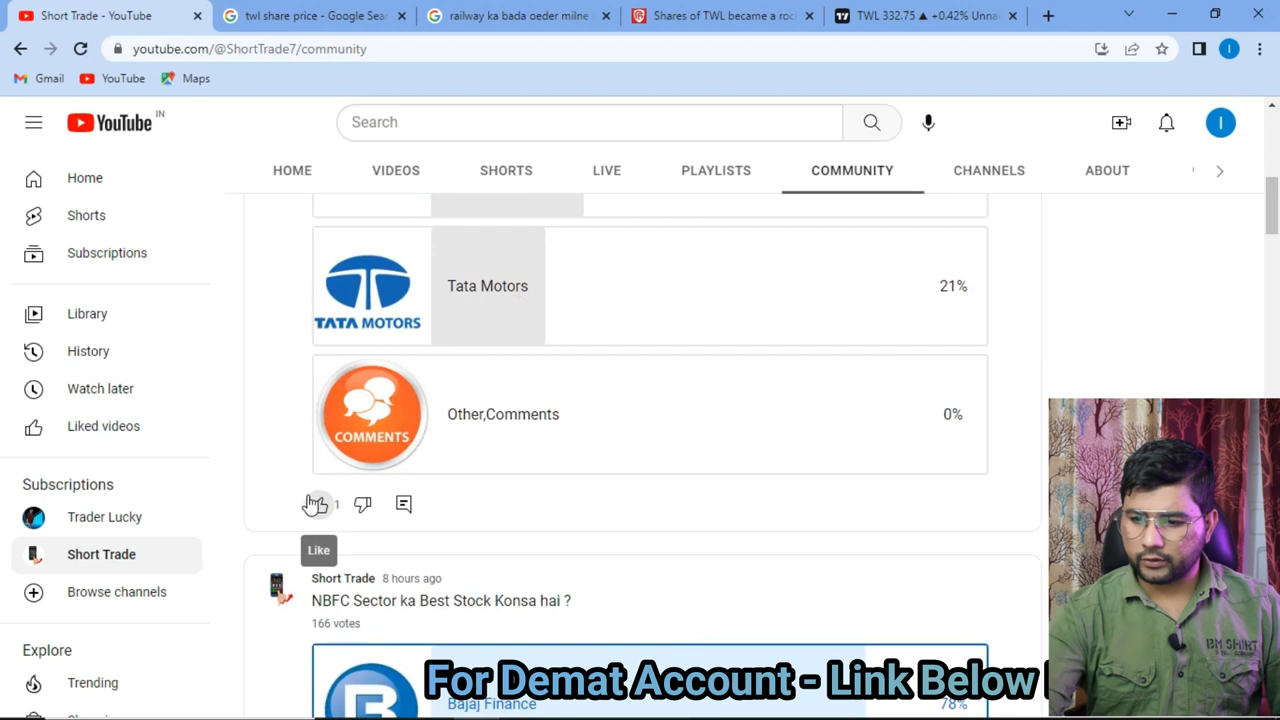 Short Trade - YouTube
twl share price - Google Sear
railway ka bada oeder milne
Shares of TWL became a roc
TWL 332.75 ▲ +0.42% Unna
youtube.com/@ShortTrade7/community
Gmail
YouTube
Maps
I
YouTube IN
Search
I
HOME
VIDEOS
SHORTS
LIVE
PLAYLISTS
COMMUNITY
CHANNELS
ABOUT
Home
Shorts
Subscriptions
Library
History
Watch later
Liked videos
Subscriptions
Trader Lucky
Short Trade
Browse channels
Explore
Trending
TATA MOTORS
Tata Motors
21%
COMMENTS
Other,Comments
0%
1
Like
Short Trade 8 hours ago
NBFC Sector ka Best Stock Konsa hai ?
166 votes
Bajaj Finance
78%
For Demat Account - Link Below
BM SHIRT